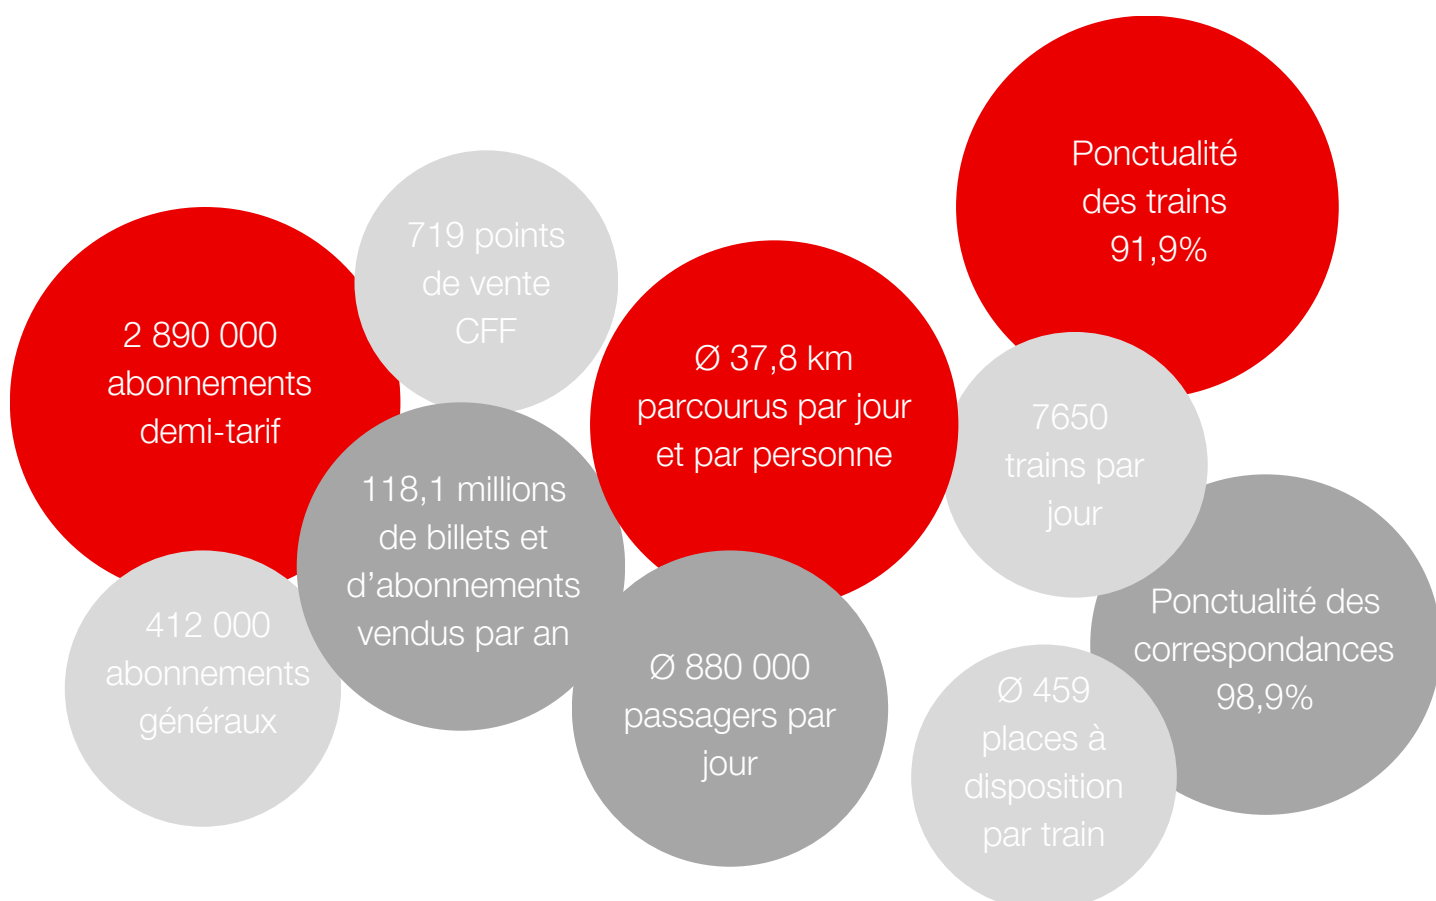 Ponctualité
des trains
91,9%
719 points
de vente
CFF
2 890 000
abonnements
demi-tarif
Ø 37,8 km
parcourus par jour
et par personne
7650
trains par
jour
118,1 millions
de billets et
d’abonnements
vendus par an
412 000
abonnements
généraux
Ø 880 000
passagers par
jour
Ponctualité des
correspondances
98,9%
Ø 459
places à
disposition
par train